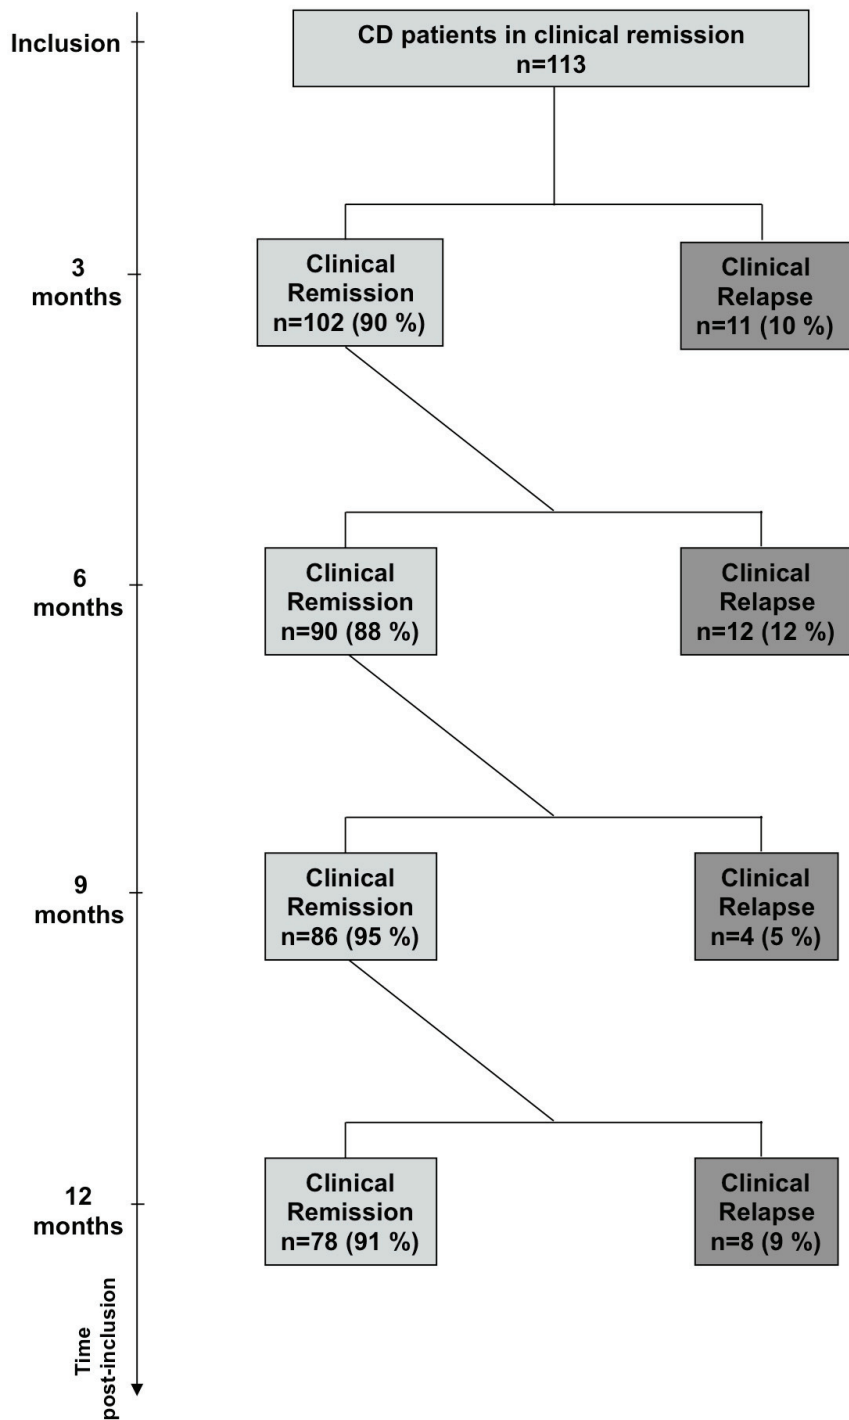 Inclusion
CD patients in clinical remission
n=113
3
months
Clinical
Remission
n=102 (90 %)
Clinical
Relapse
n=11 (10 %)
6
months
Clinical
Remission
n=90 (88 %)
Clinical
Relapse
n=12 (12 %)
9
months
Clinical
Remission
n=86 (95 %)
Clinical
Relapse
n=4 (5 %)
12
months
Clinical
Remission
n=78 (91 %)
Clinical
Relapse
n=8 (9 %)
Time
post-inclusion